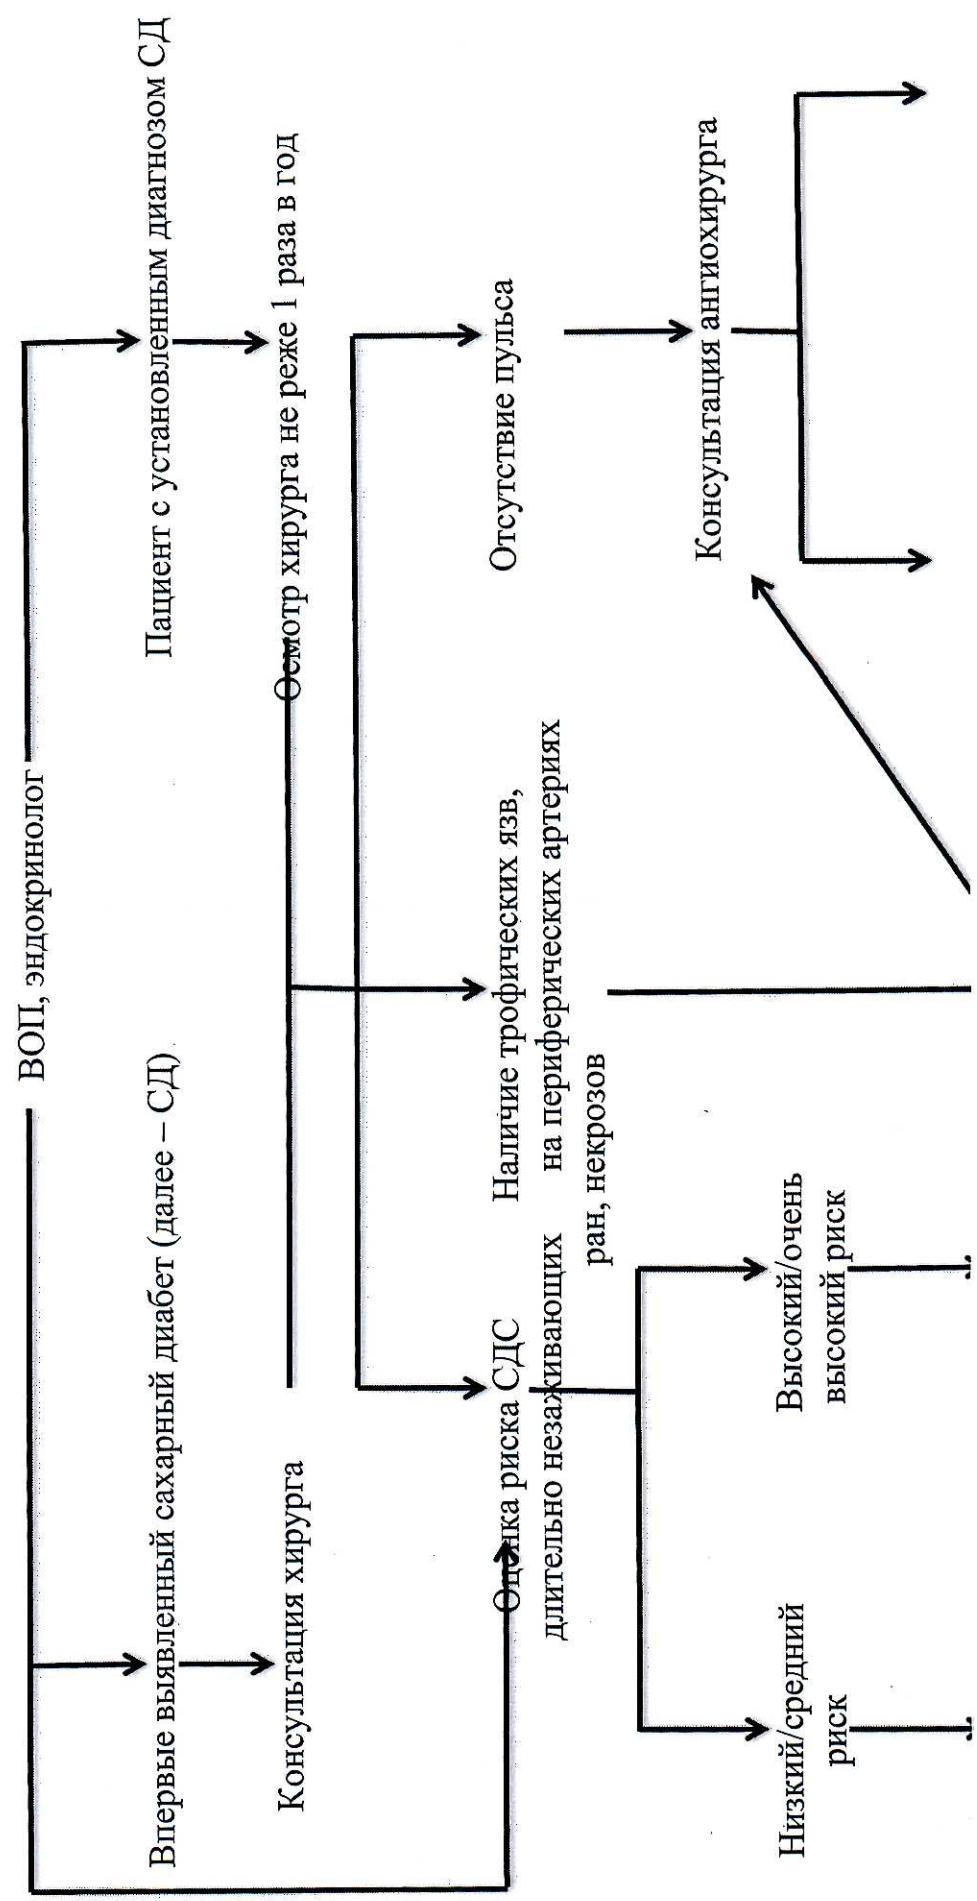 ВОП, эндокринолог
Впервые выявленный сахарный диабет (далее – СД)
Пациент с установленным диагнозом СД
Консультация хирурга
Осмотр хирурга не реже 1 раза в год
Оценка риска СДС
Наличие трофических язв,
Отсутствие пульса
длительно незаживающих
на периферических артериях
ран, некрозов
Консультация ангиохирурга
Низкий/средний
риск
Высокий/очень
высокий риск